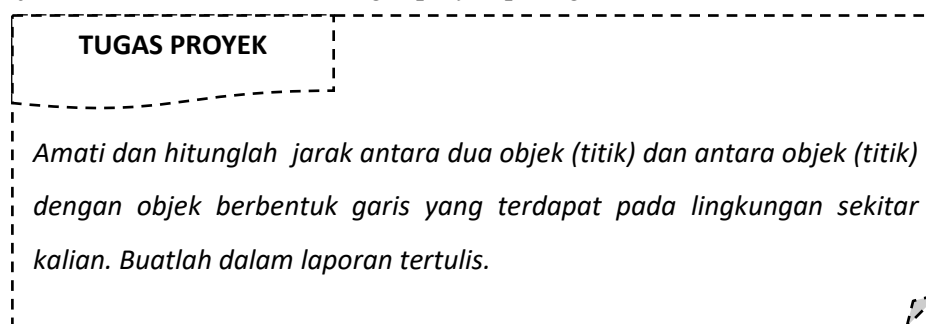 TUGAS PROYEK
Amati dan hitunglah jarak antara dua objek (titik) dan antara objek (titik)
dengan objek berbentuk garis yang terdapat pada lingkungan sekitar
kalian. Buatlah dalam laporan tertulis.